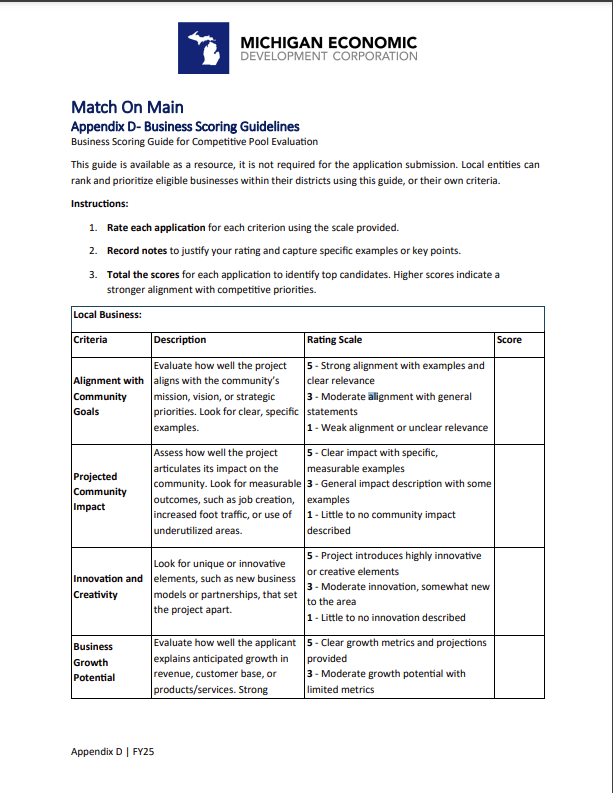 MICHIGAN ECONOMIC
DEVELOPMENT CORPORATION
Match On Main
Appendix D- Business Scoring Guidelines
Business Scoring Guide for Competitive Pool Evaluation
This guide is available as a resource, it is not required for the application submission. Local entities can
rank and prioritize eligible businesses within their districts using this guide, or their own criteria.
Instructions:
1. Rate each application for each criterion using the scale provided.
2. Record notes to justify your rating and capture specific examples or key points.
3. Total the scores for each application to identify top candidates. Higher scores indicate a
stronger alignment with competitive priorities.
Local Business:
Criteria
Description
Rating Scale
Score
Alignment with
Community
Goals
Evaluate how well the project
aligns with the community's
mission, vision, or strategic
priorities. Look for clear, specific
examples.
5 - Strong alignment with examples and
clear relevance
3 - Moderate alignment with general
statements
1 - Weak alignment or unclear relevance
Projected
Community
Impact
Assess how well the project
articulates its impact on the
community. Look for measurable
outcomes, such as job creation,
increased foot traffic, or use of
underutilized areas.
5 - Clear impact with specific,
measurable examples
3 - General impact description with some
examples
1 - Little to no community impact
described
Innovation and
Creativity
Look for unique or innovative
elements, such as new business
models or partnerships, that set
the project apart.
5 - Project introduces highly innovative
or creative elements
3 - Moderate innovation, somewhat new
to the area
1 - Little to no innovation described
Business
Growth
Potential
Evaluate how well the applicant
explains anticipated growth in
revenue, customer base, or
products/services. Strong
5 - Clear growth metrics and projections
provided
3 - Moderate growth potential with
limited metrics
Appendix D | FY25